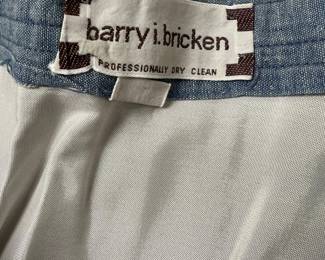 barry i. bricken
PROFESSIONALLY DRY CLEAN